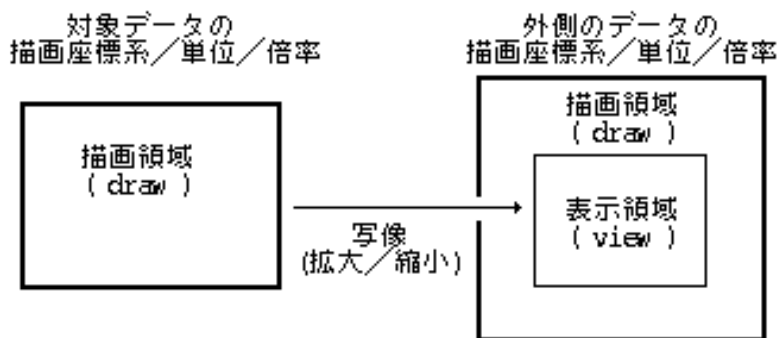 対象データの
描画座標系／単位／倍率
描画領域
( draw )
写像
(拡大／縮小)
外側のデータの
描画座標系／単位／倍率
描画領域
( draw )
表示領域
( view )